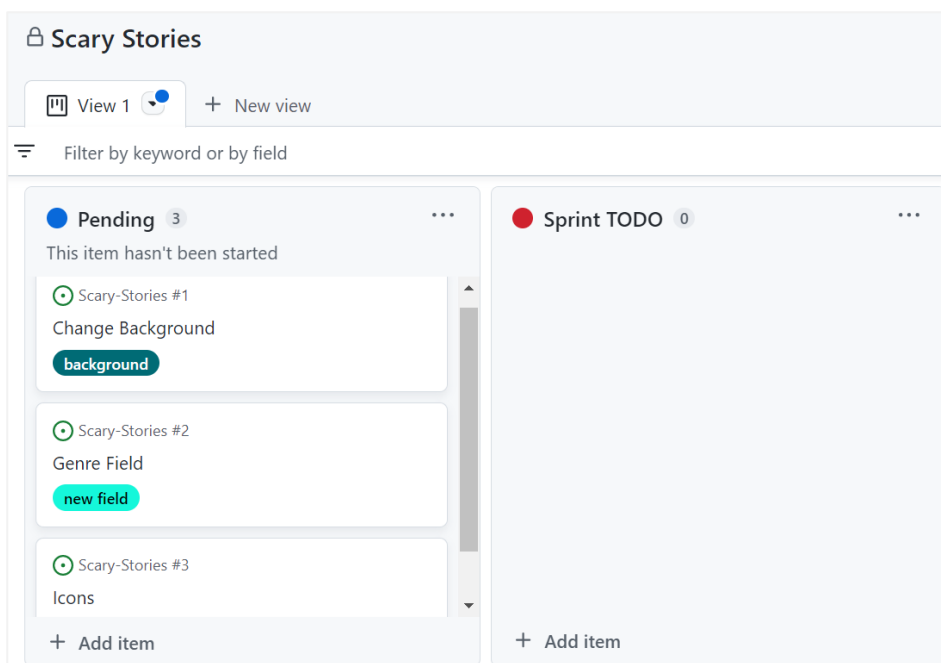 Scary Stories
View 1
New view
Filter by keyword or by field
Pending 3
This item hasn't been started
Scary-Stories #1
Change Background
background
Scary-Stories #2
Genre Field
new field
Scary-Stories #3
Icons
+ Add item
Sprint TODO 0
+ Add item